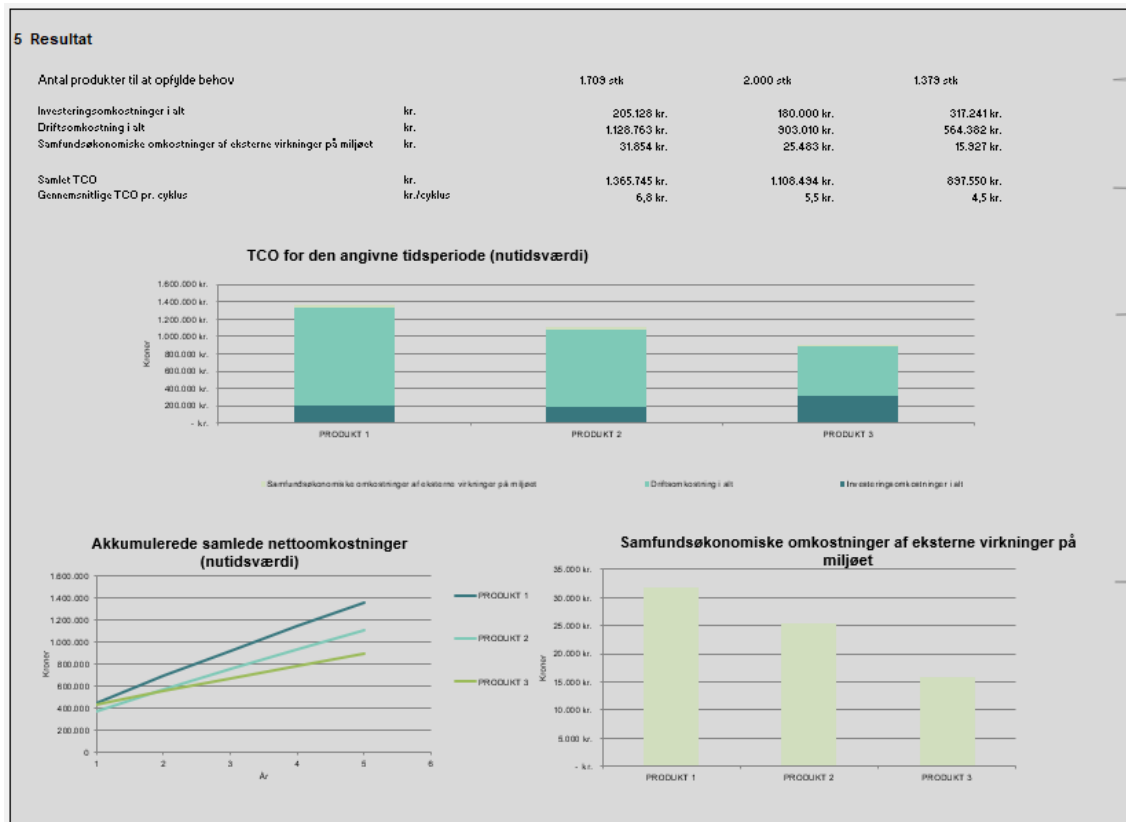 5 Resultat
Antal produkter til at opfylde behov 1.709 stk 2.000 stk 1.379 stk
Investeringsomkostninger i alt kr. 205.128 kr. 180.000 kr. 317.241 kr.
Driftsomkostning i alt kr. 1.128.763 kr. 903.010 kr. 564.382 kr.
Samfundsøkonomiske omkostninger af eksterne virkninger på miljøet kr. 31.854 kr. 25.483 kr. 15.927 kr.
Samlet TCO kr. 1.365.745 kr. 1.108.494 kr. 897.550 kr.
Gennemsnitlige TCO pr. cyklus kr./cyklus 6,8 kr. 5,5 kr. 4,5 kr.
TCO for den angivne tidsperiode (nutidsværdi)
1.600.000 kr.
1.400.000 kr.
1.200.000 kr.
1.000.000 kr.
800.000 kr.
600.000 kr.
400.000 kr.
200.000 kr.
- kr.
Kroner
PRODUKT 1 PRODUKT 2 PRODUKT 3
Samfundsøkonomiske omkostninger af eksterne virkninger på miljøet Driftsomkostning i alt Investeringsomkostninger i alt
Akkumulerede samlede nettoomkostninger
(nutidsværdi)
1.600.000
1.400.000
1.200.000
1.000.000
800.000
600.000
400.000
200.000
0
Kroner
1 2 3 4 5 6
År
PRODUKT 1
PRODUKT 2
PRODUKT 3
Samfundsøkonomiske omkostninger af eksterne virkninger på
miljøet
35.000 kr.
30.000 kr.
25.000 kr.
20.000 kr.
15.000 kr.
10.000 kr.
5.000 kr.
- kr.
Kroner
PRODUKT 1 PRODUKT 2 PRODUKT 3